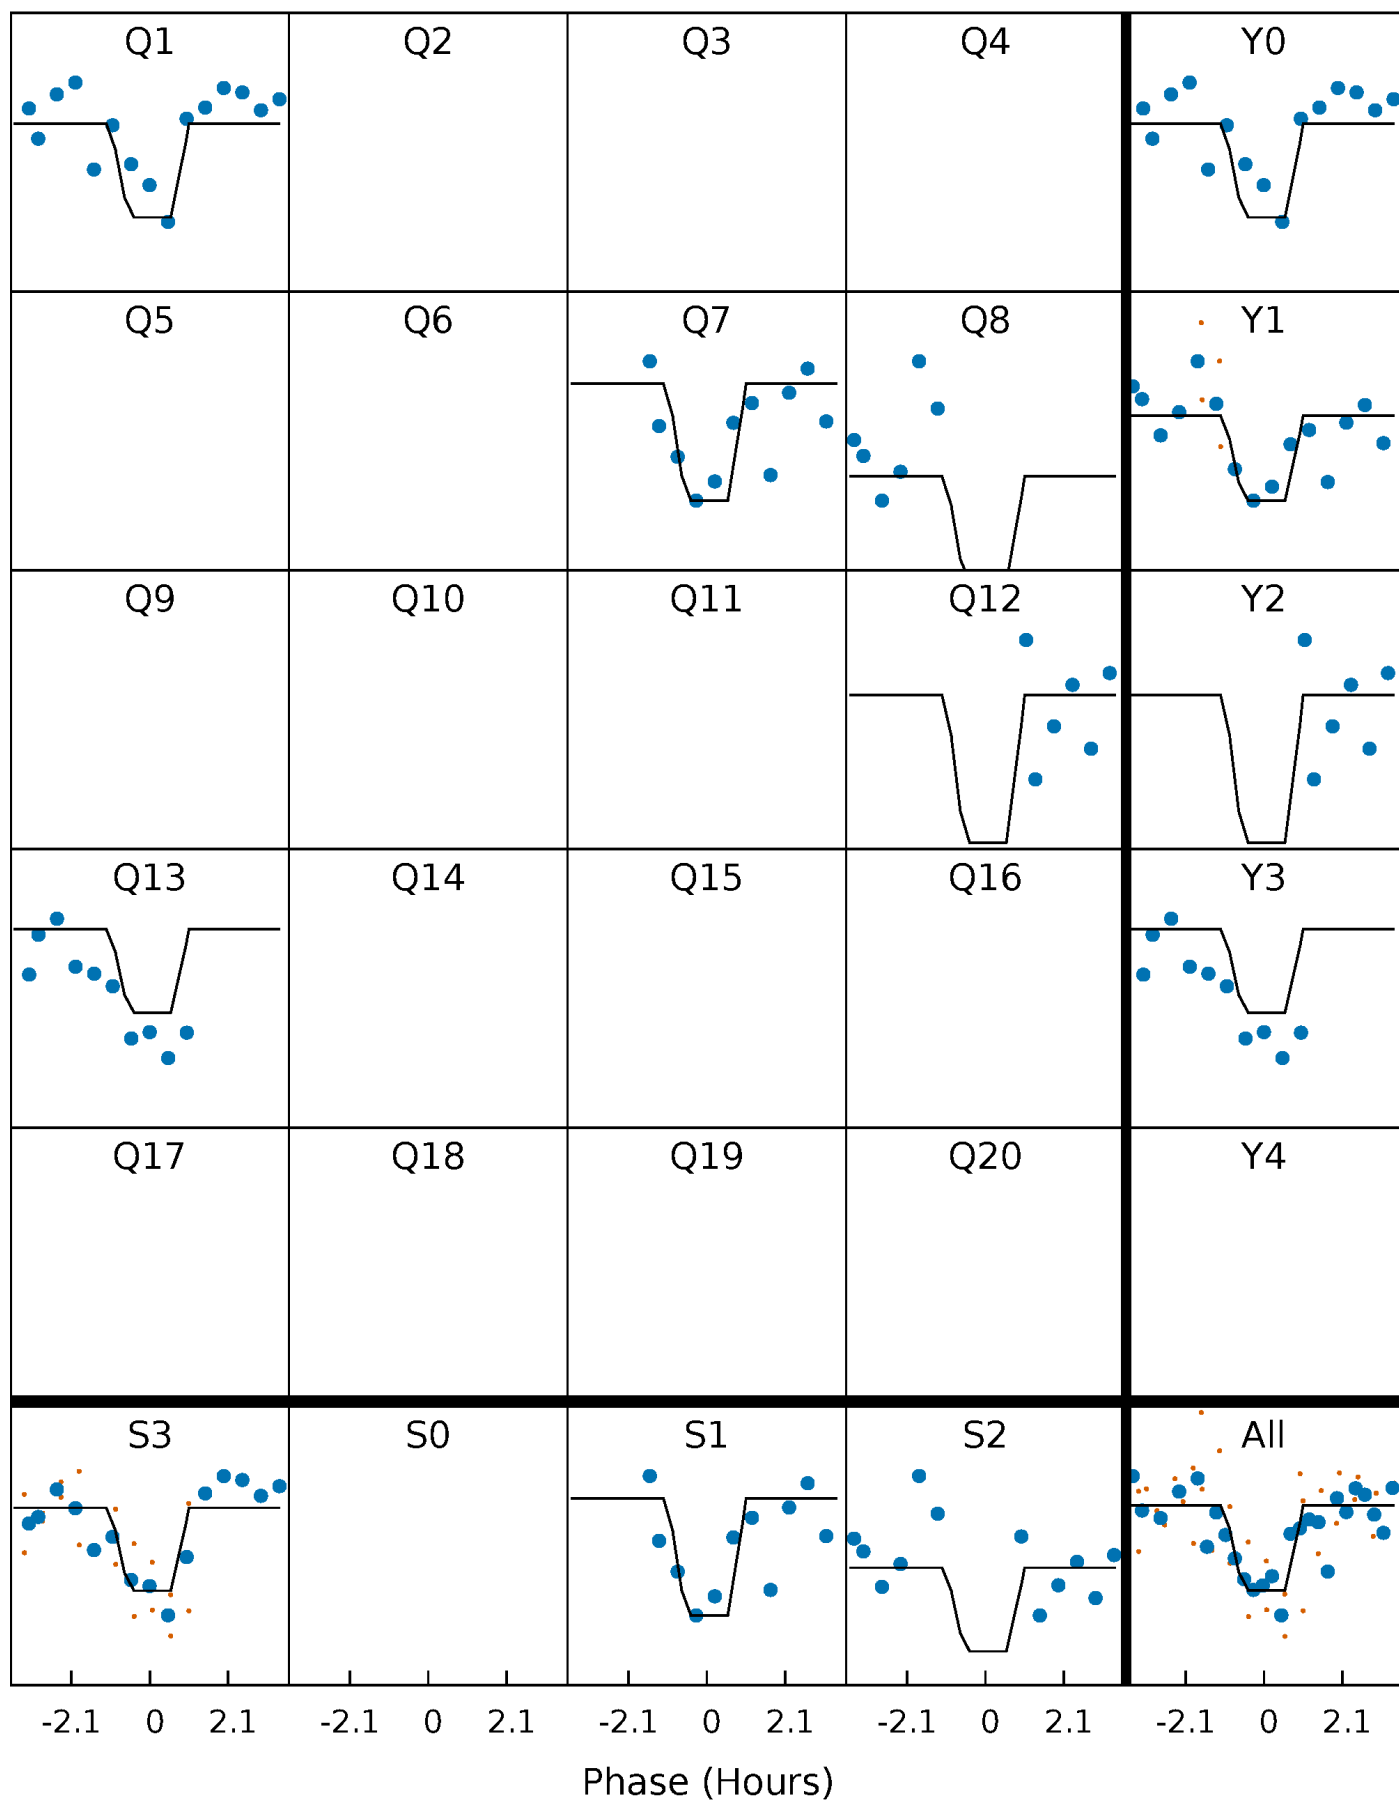 Q1 Q2 Q3 Q4 Y0
Q5 Q6 Q7 Q8 Y1
Q9 Q10 Q11 Q12 Y2
Q13 Q14 Q15 Q16 Y3
Q17 Q18 Q19 Q20 Y4
S3 S0 S1 S2 All
-2.1 0 2.1 -2.1 0 2.1 -2.1 0 2.1 -2.1 0 2.1 -2.1 0 2.1
Phase (Hours)